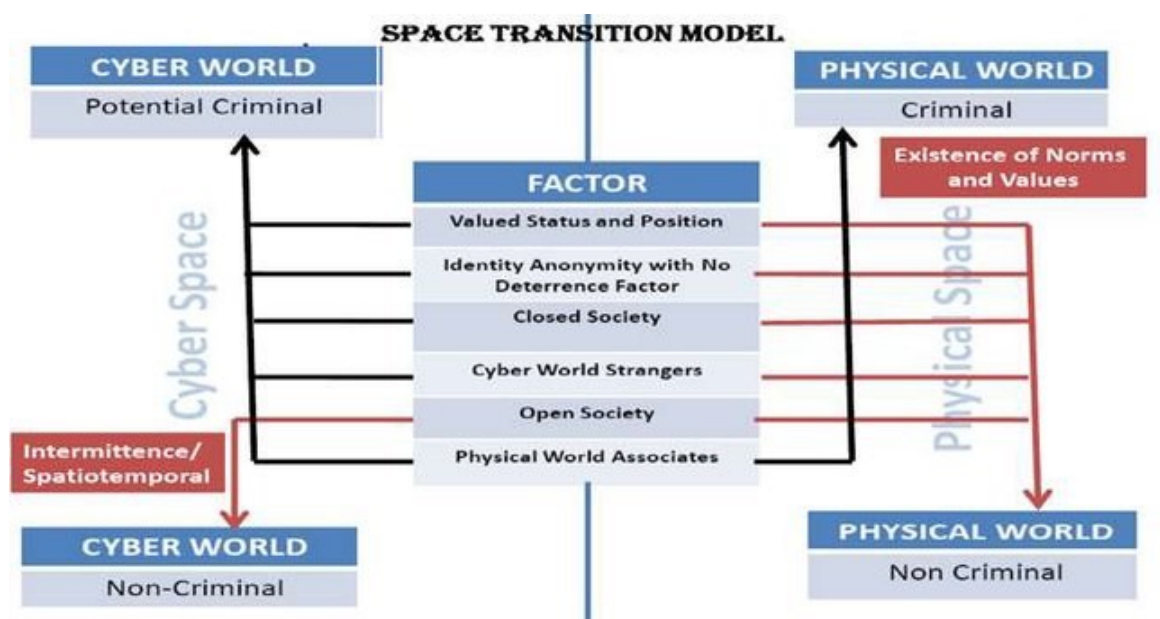 SPACE TRANSITION MODEL
CYBER WORLD
Potential Criminal
PHYSICAL WORLD
Criminal
Existence of Norms
and Values
FACTOR
Valued Status and Position
Identity Anonymity with No
Deterrence Factor
Closed Society
Cyber World Strangers
Open Society
Physical World Associates
Cyber Space
Physical Space
Intermittence/
Spatiotemporal
CYBER WORLD
Non-Criminal
PHYSICAL WORLD
Non Criminal